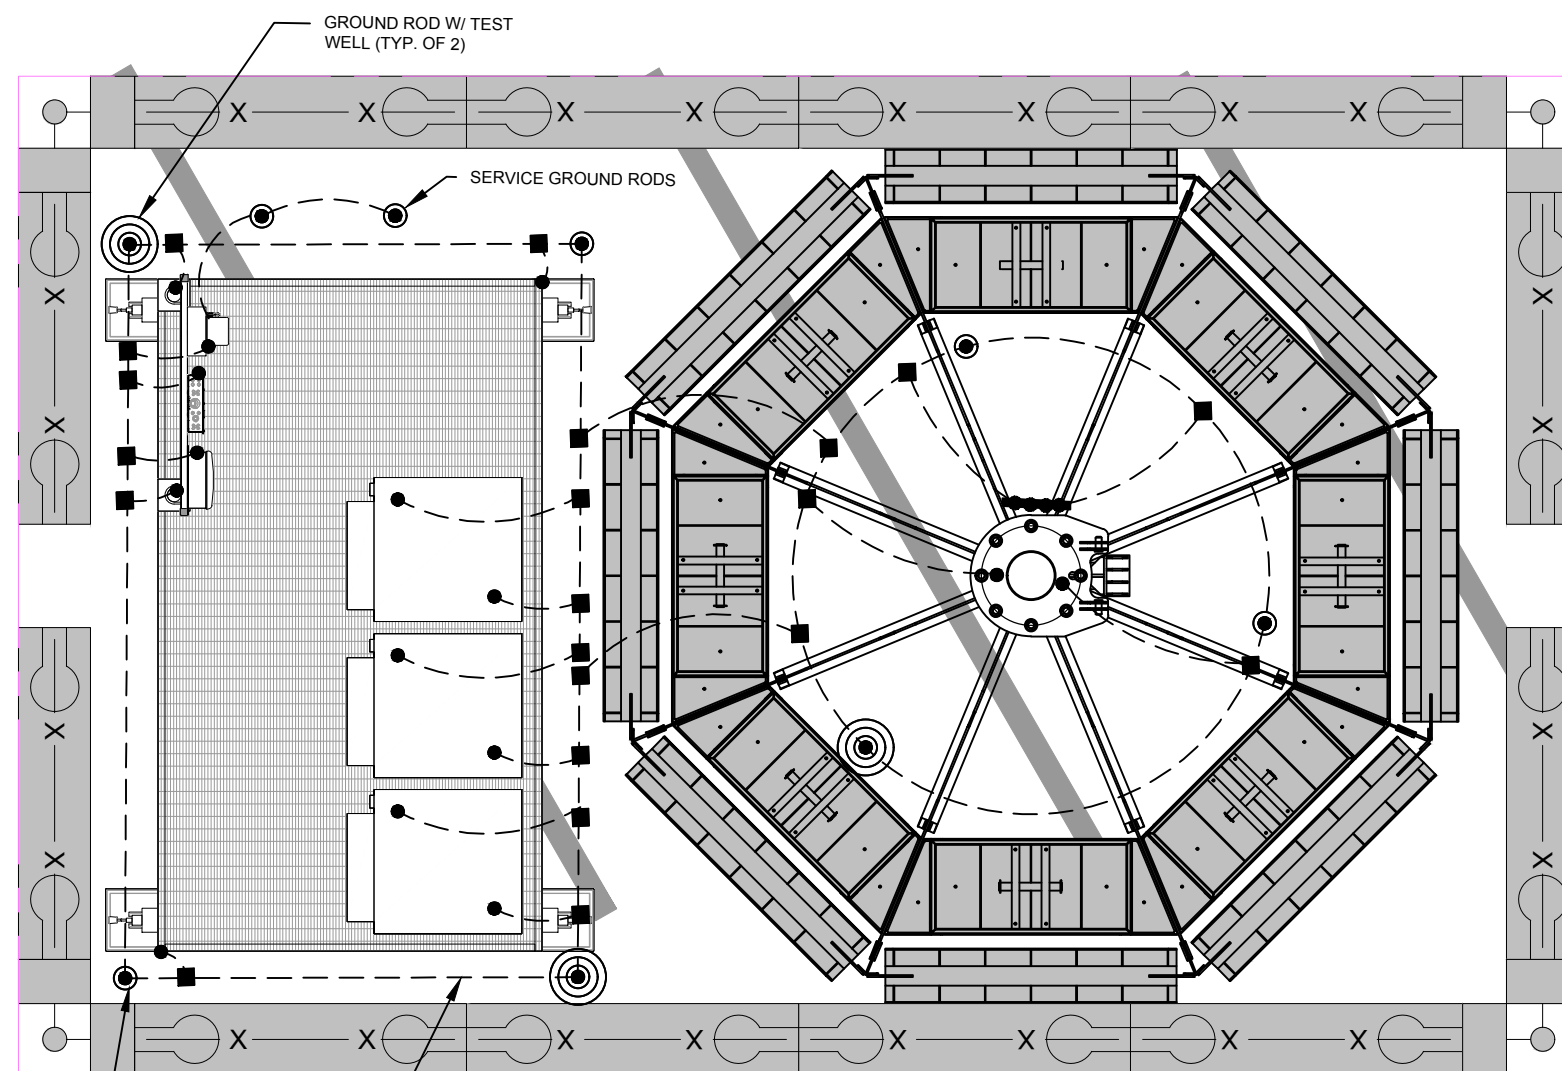 GROUND ROD W/ TEST
WELL (TYP. OF 2)
X X X X X X
SERVICE GROUND RODS
X X
X X
X X
X X
X X X X X X